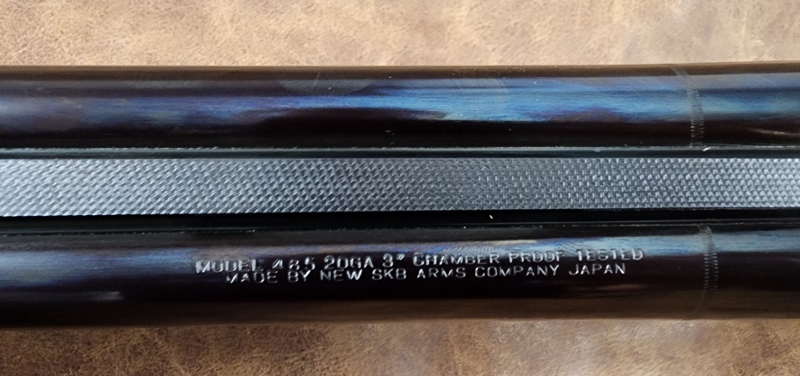 MODEL 485 20GA 3" CHAMBER PROOF TESTED
MADE BY NEW SKB ARMS COMPANY JAPAN